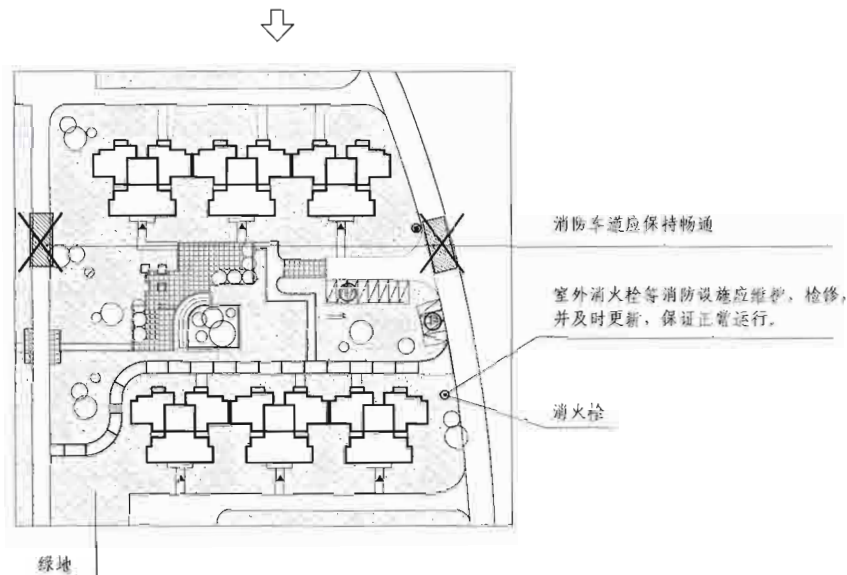 消防车道应保持畅通
室外消火栓等消防设施应维护，检修，
并及时更新，保证正常运行。
消火栓
绿地